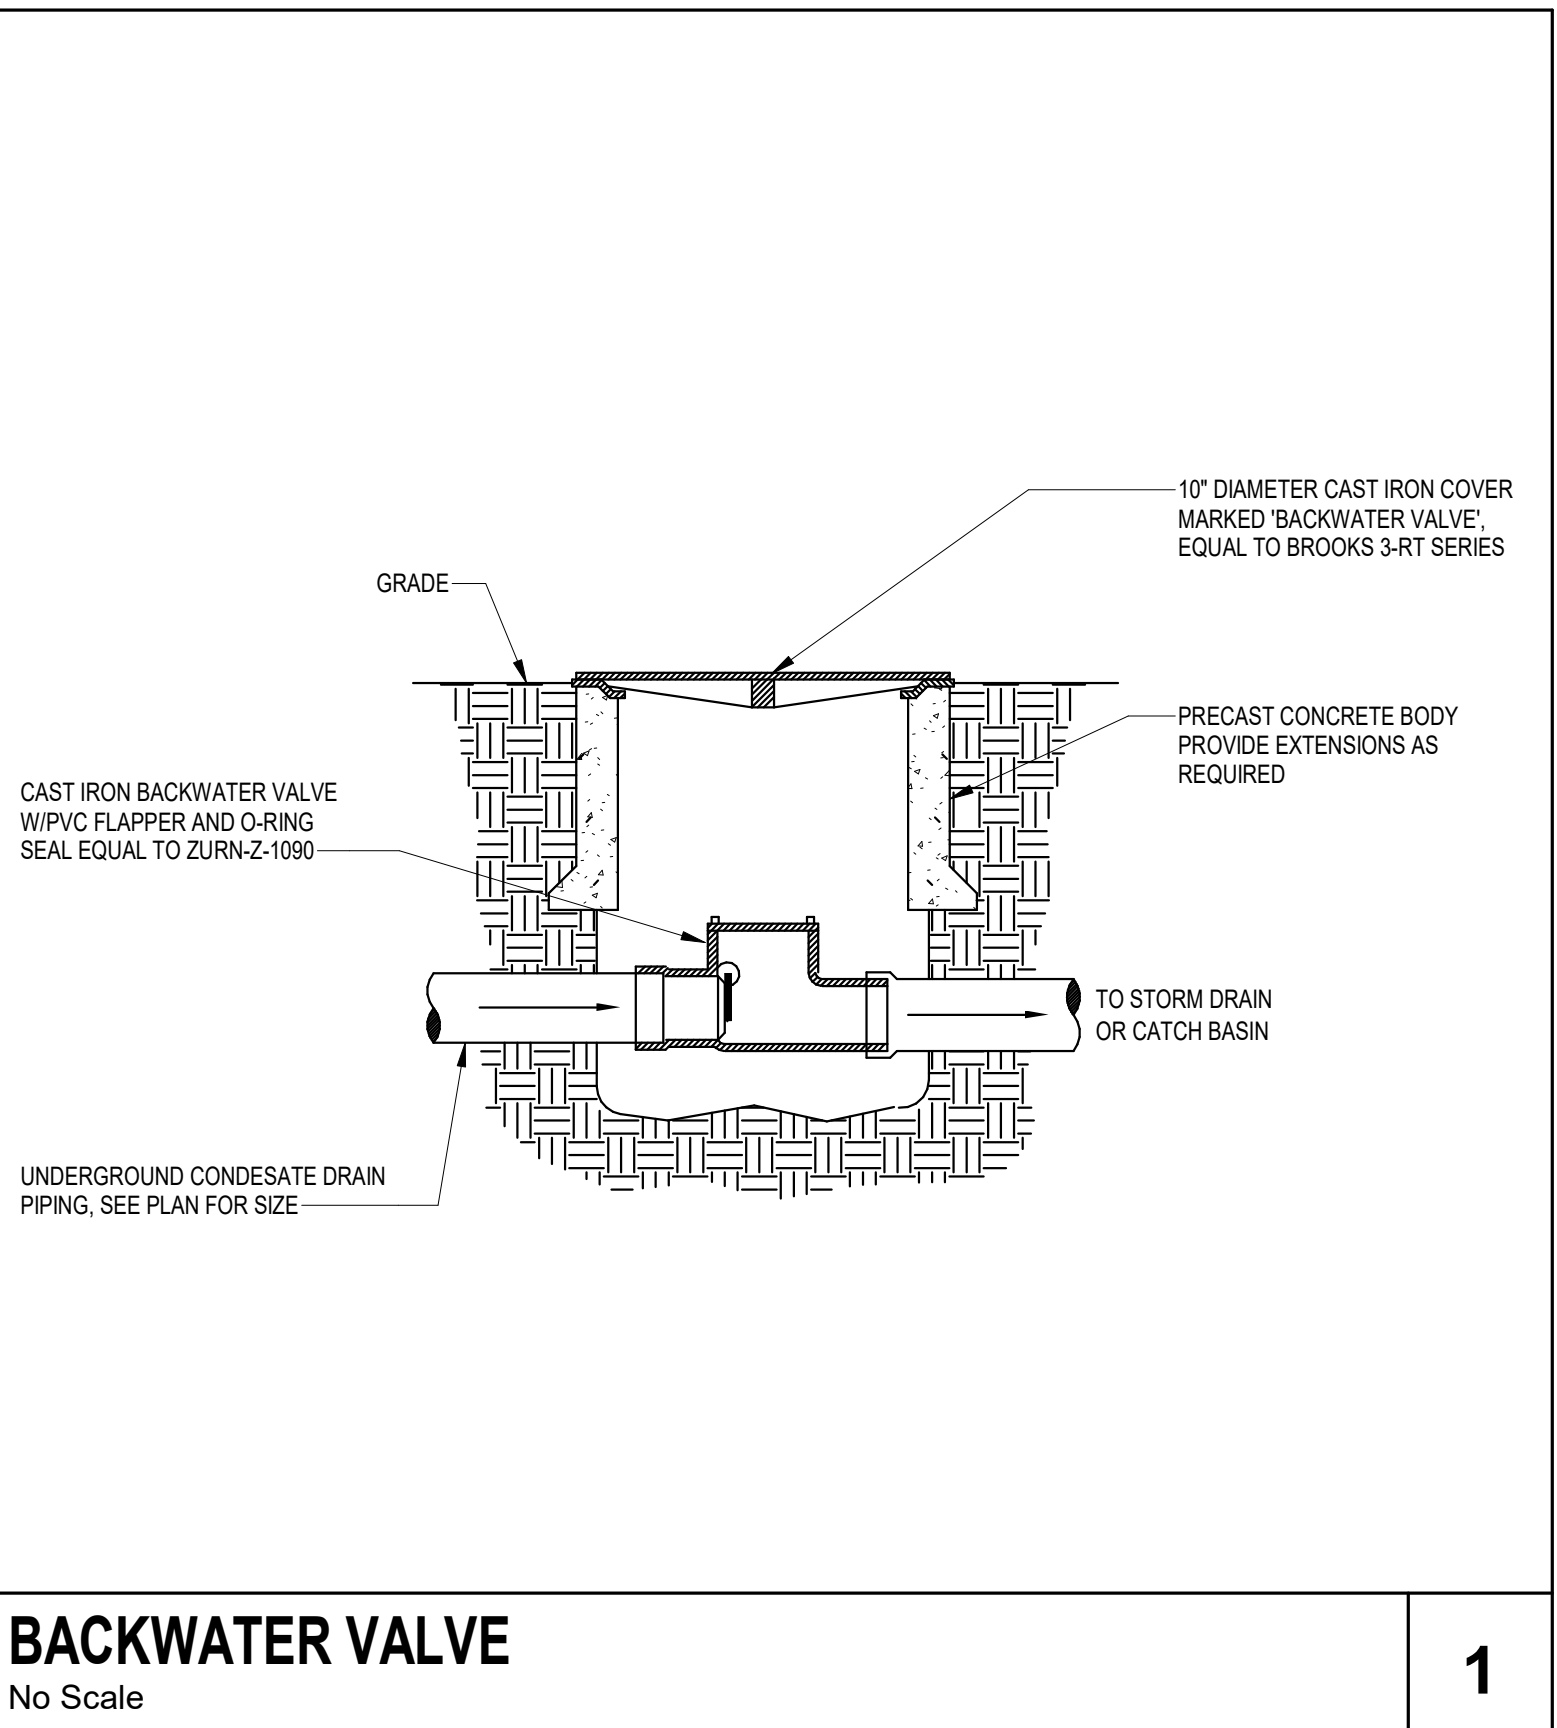 10" DIAMETER CAST IRON COVER
MARKED 'BACKWATER VALVE',
EQUAL TO BROOKS 3-RT SERIES
GRADE
PRECAST CONCRETE BODY
PROVIDE EXTENSIONS AS
REQUIRED
CAST IRON BACKWATER VALVE
W/PVC FLAPPER AND O-RING
SEAL EQUAL TO ZURN-Z-1090
TO STORM DRAIN
OR CATCH BASIN
UNDERGROUND CONDESATE DRAIN
PIPING, SEE PLAN FOR SIZE
BACKWATER VALVE
No Scale
1